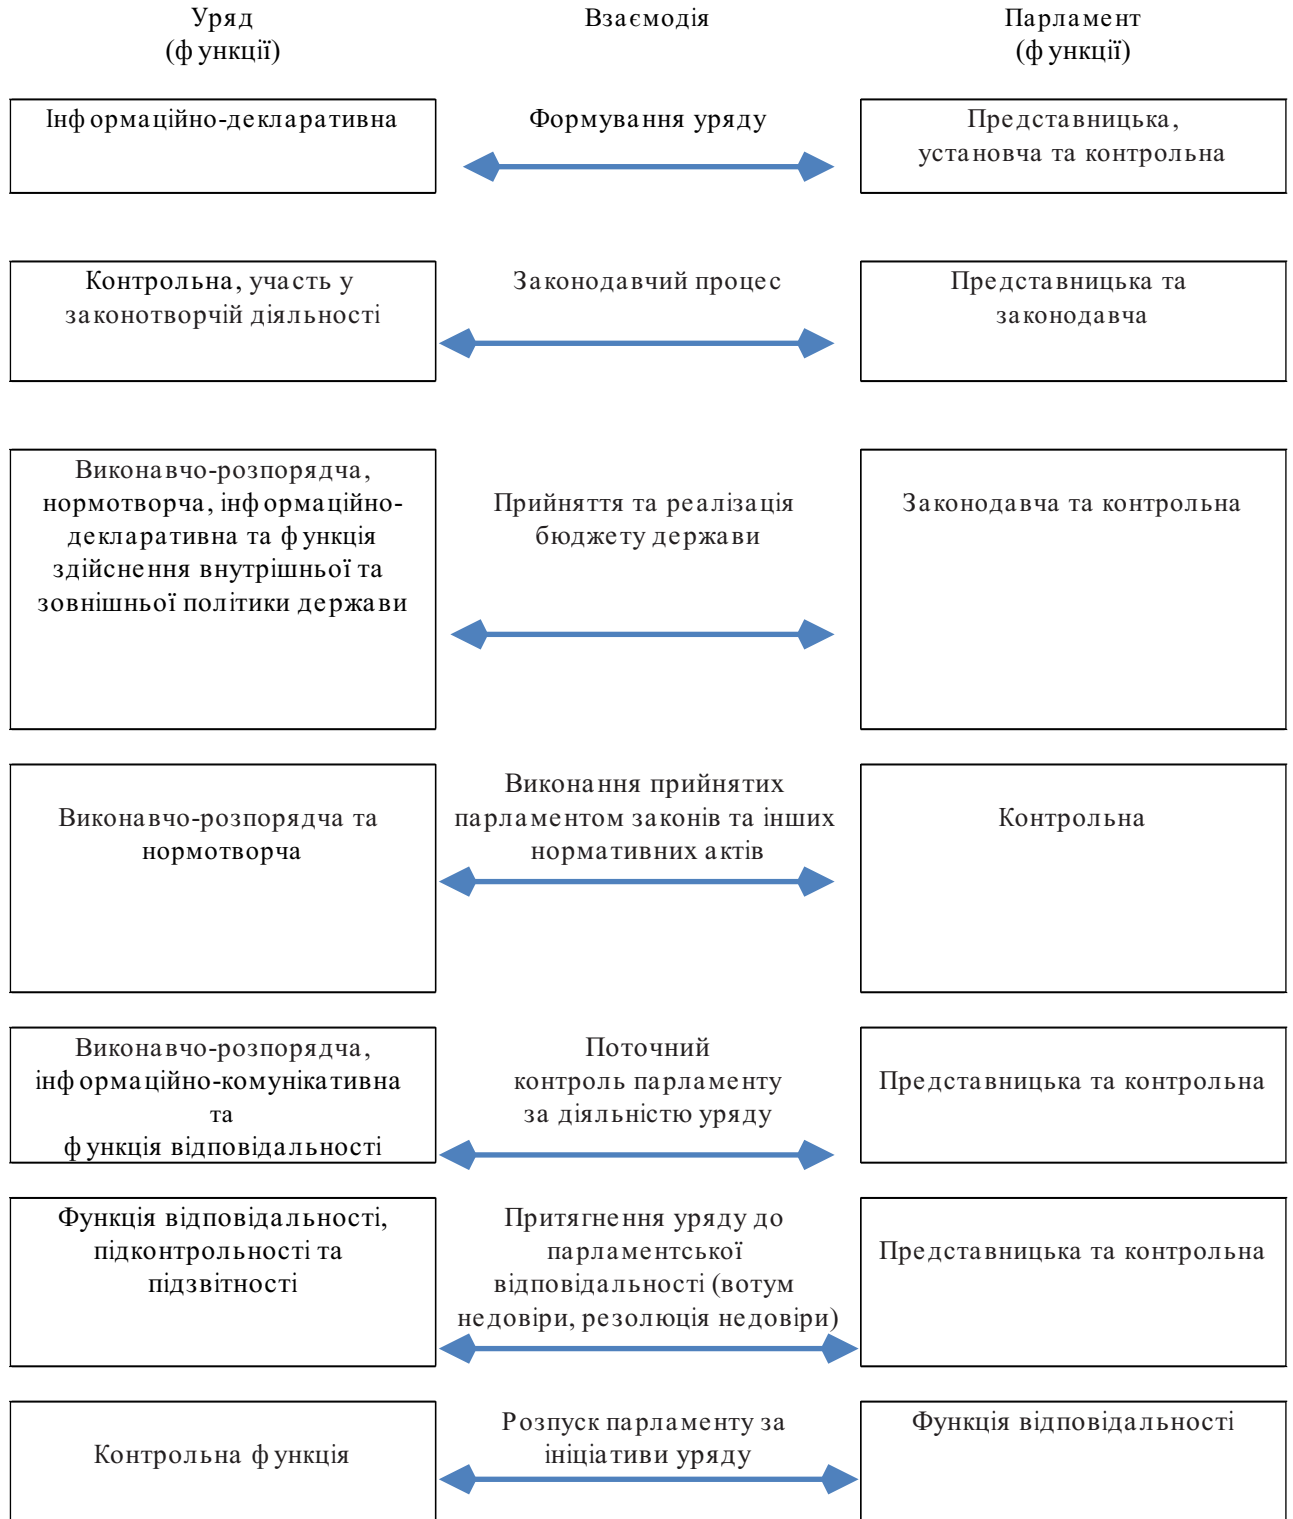 Уряд
(функції)
Взаємодія
Парламент
(функції)
Інформаційно-декларативна
Формування уряду
Представницька,
установча та контрольна
Контрольна, участь у
законотворчій діяльності
Законодавчий процес
Представницька та
законодавча
Виконавчо-розпорядча,
нормотворча, інформаційно-
декларативна та функція
здійснення внутрішньої та
зовнішньої політики держави
Прийняття та реалізація
бюджету держави
Законодавча та контрольна
Виконавчо-розпорядча та
нормотворча
Виконання прийнятих
парламентом законів та інших
нормативних актів
Контрольна
Виконавчо-розпорядча,
інформаційно-комунікативна
та
функція відповідальності
Поточний
контроль парламенту
за діяльністю уряду
Представницька та контрольна
Функція відповідальності,
підконтрольності та
підзвітності
Притягнення уряду до
парламентської
відповідальності (вотум
недовіри, резолюція недовіри)
Представницька та контрольна
Контрольна функція
Розпуск парламенту за
ініціативи уряду
Функція відповідальності